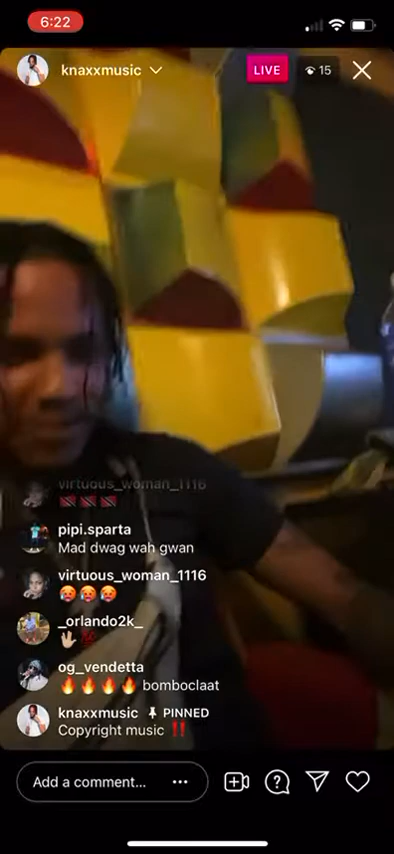 6:22
knaxxmusic
LIVE
15
virtuous_woman_1116
🇹🇹🇹🇹🇹🇹
pipi.sparta
Mad dwag wah gwan
virtuous_woman_1116
🥵🥵🥵
_orlando2k_
og_vendetta
🔥🔥🔥🔥 bomboclaat
knaxxmusic 📌 PINNED
Copyright music ‼️
Add a comment...